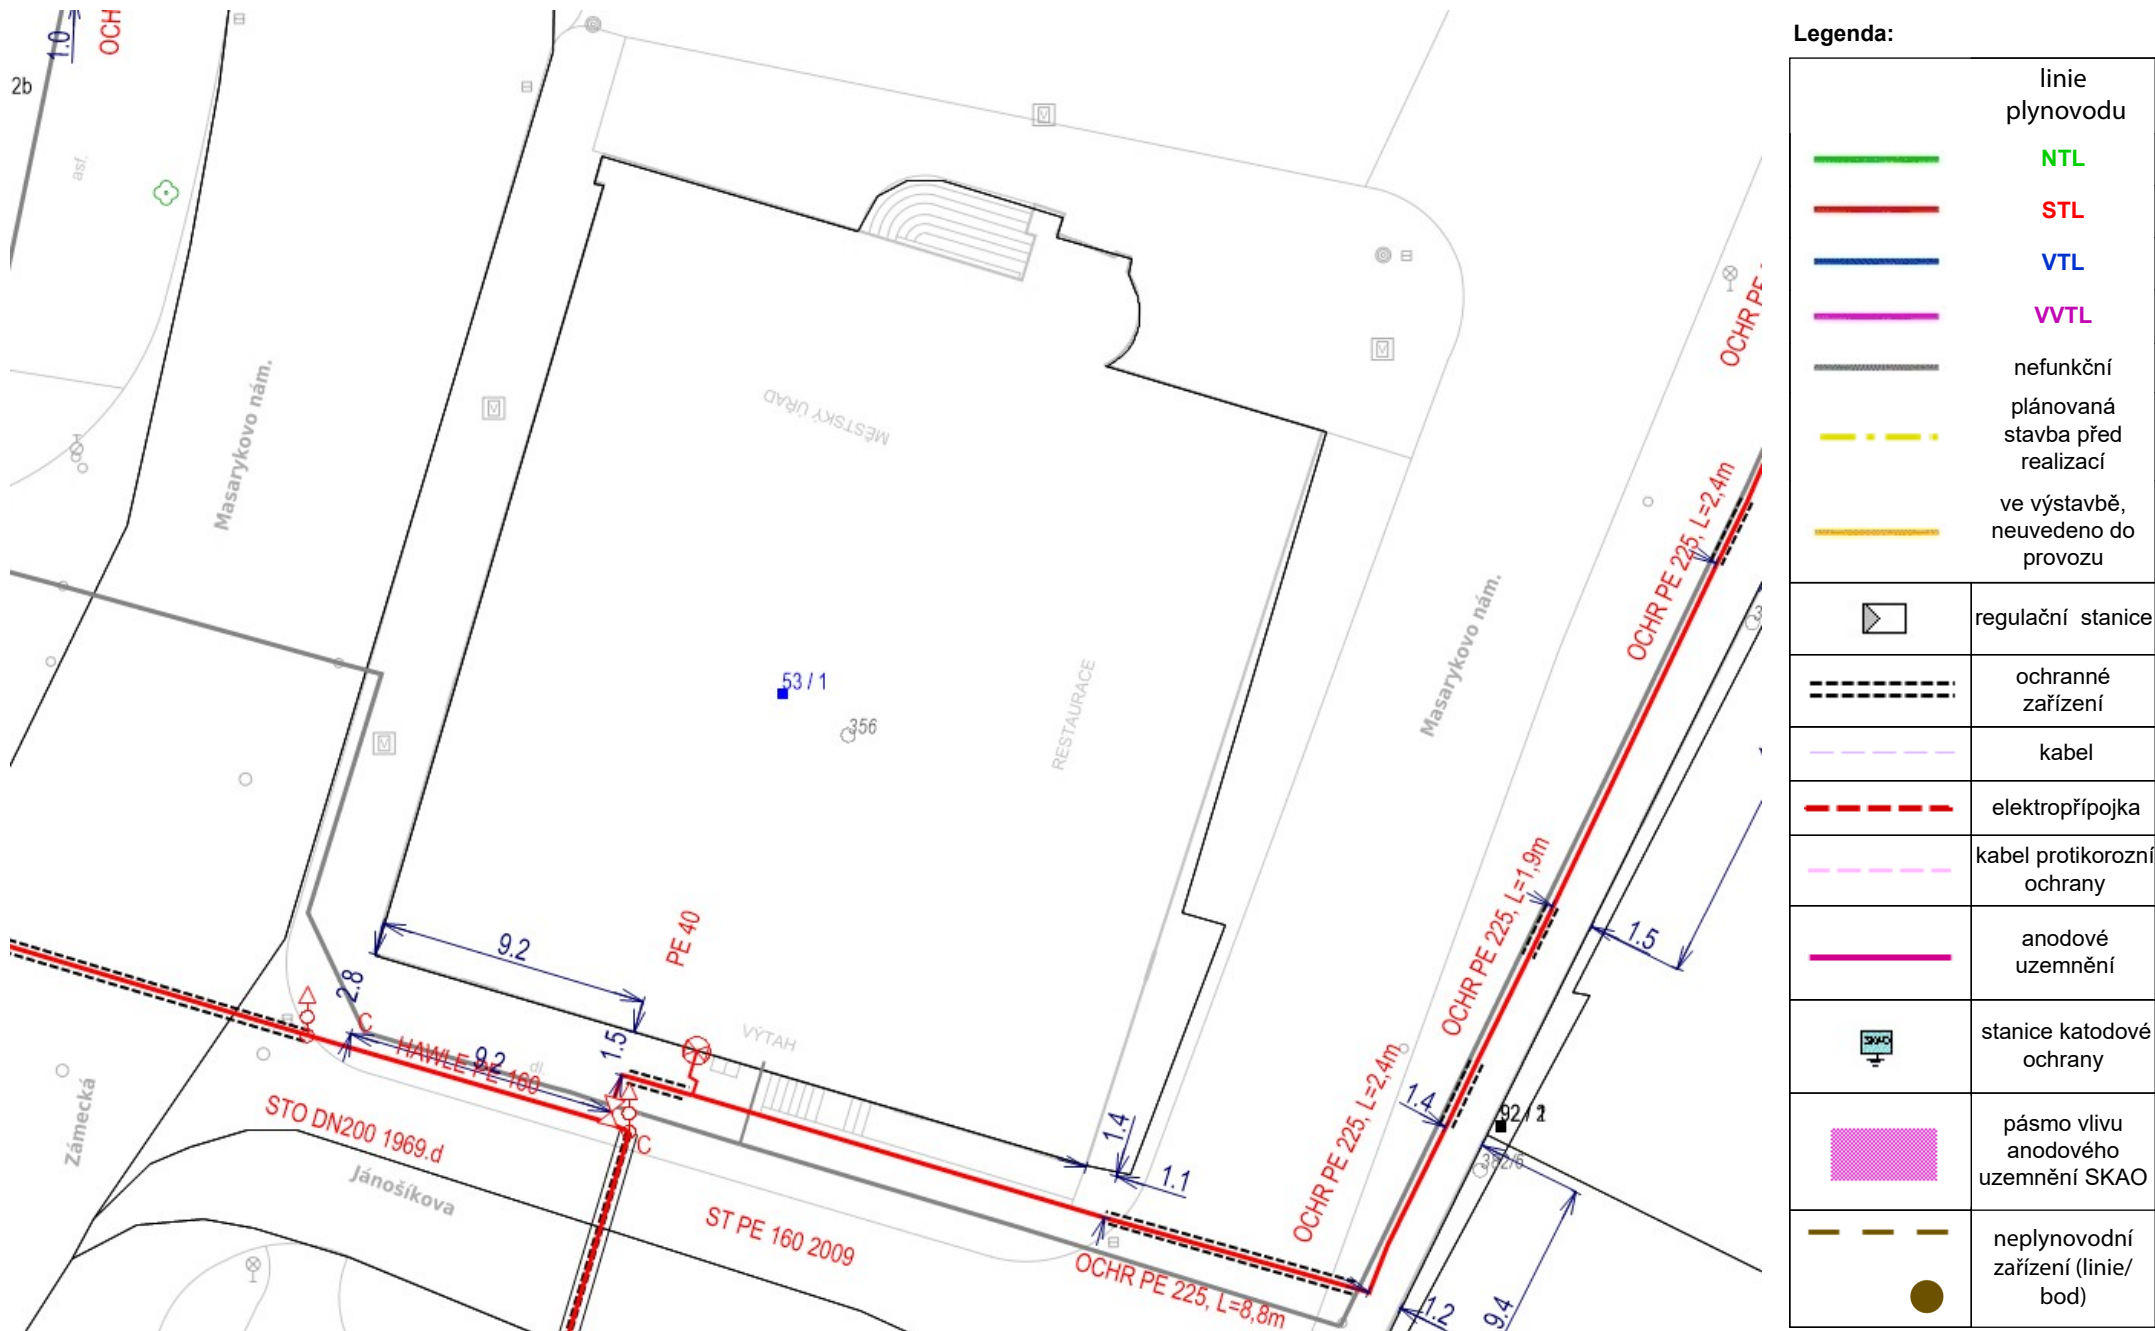 1.0
OCH
2b
asf.
Masarykovo nám.
MĚSTSKÝ ÚŘAD
RESTAURACE
53 / 1
356
OCHR PE
OCHR PE 225, L=2,4m
Masarykovo nám.
OCHR PE 225, L=1,9m
1.5
9.2
PE 40
2.8
C
HAWLE PE 160
9.2
dl
1.5
VÝTAH
C
STO DN200 1969.d
Zámecká
Jánošíkova
ST PE 160 2009
1.4
1.1
OCHR PE 225, L=2,4m
1.4
OCHR PE 225, L=8,8m
1.2
9.4
Legenda:
linie
plynovodu
NTL
STL
VTL
VVTL
nefunkční
plánovaná
stavba před
realizací
ve výstavbě,
neuvedeno do
provozu
regulační stanice
ochranné
zařízení
kabel
elektropřípojka
kabel protikorozní
ochrany
anodové
uzemnění
SKAO
stanice katodové
ochrany
pásmo vlivu
anodového
uzemnění SKAO
neplynovodní
zařízení (linie/
bod)